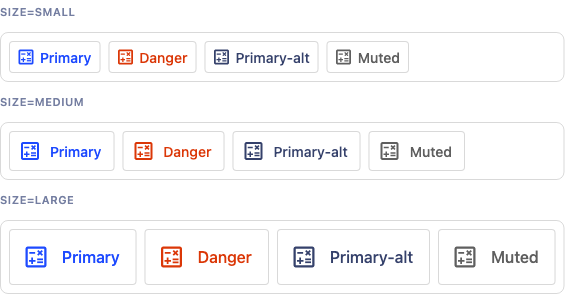 SIZE=SMALL
Primary Danger Primary-alt Muted
SIZE=MEDIUM
Primary Danger Primary-alt Muted
SIZE=LARGE
Primary Danger Primary-alt Muted